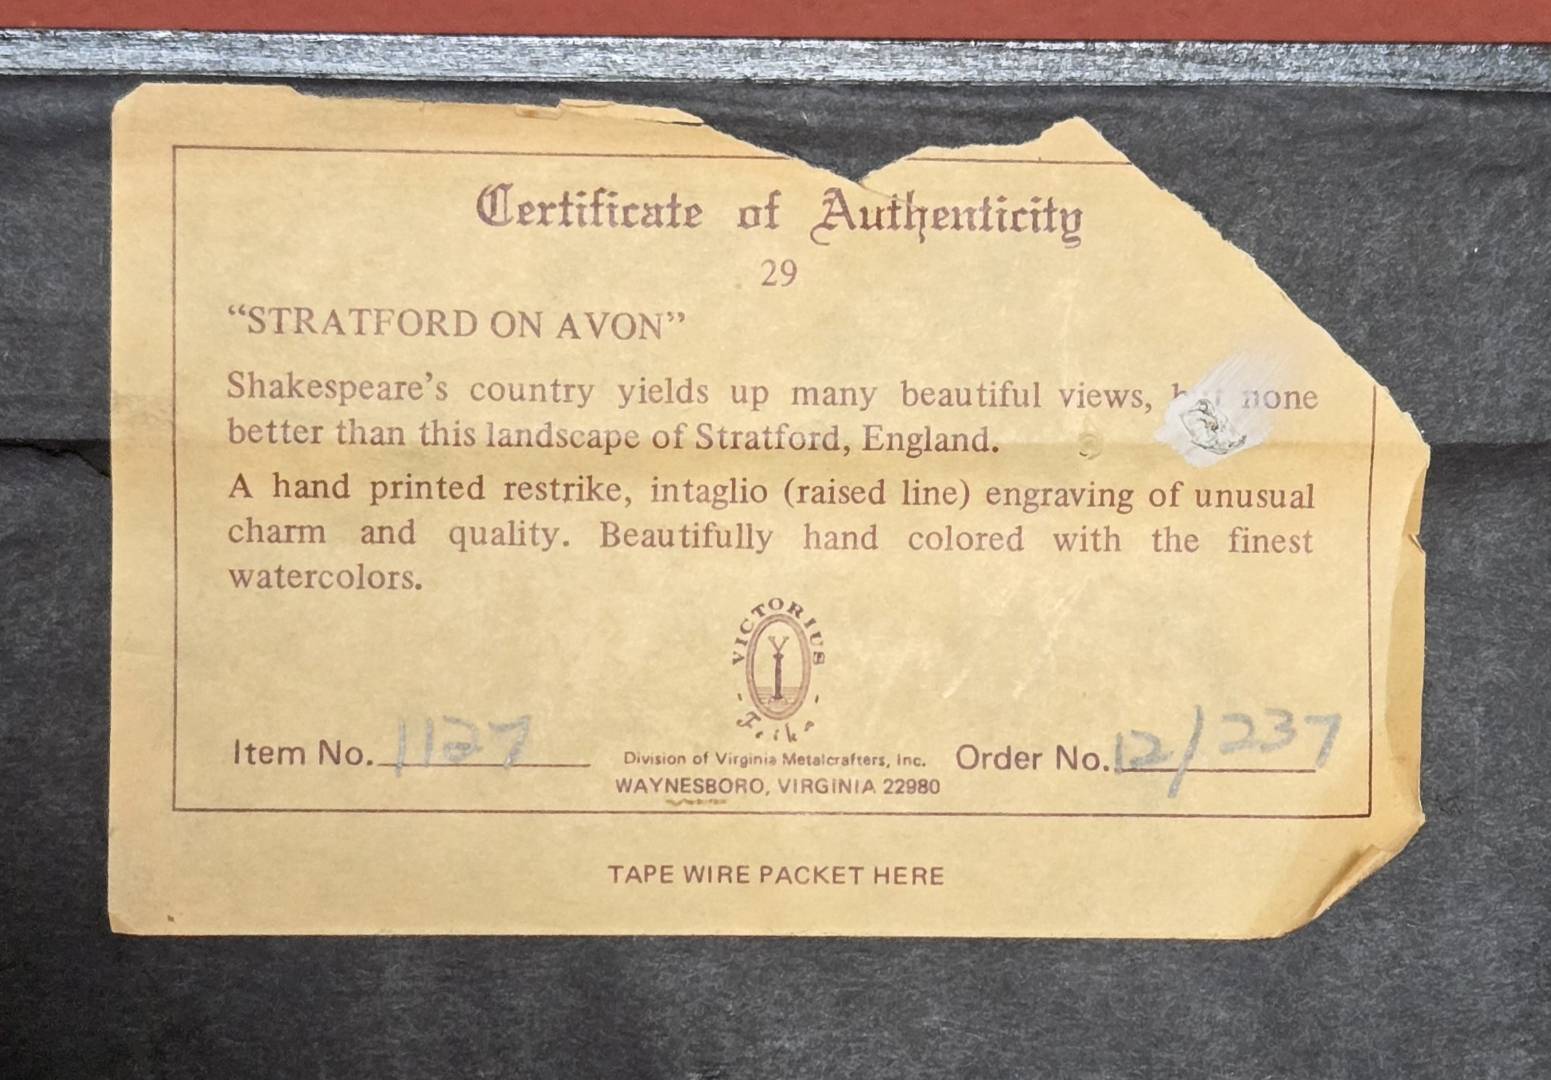 Certificate of Authenticity
29
“STRATFORD ON AVON”
Shakespeare’s country yields up many beautiful views, but none
better than this landscape of Stratford, England.
A hand printed restrike, intaglio (raised line) engraving of unusual
charm and quality. Beautifully hand colored with the finest
watercolors.
VICTORIUS
Item No. 1127
Division of Virginia Metalcrafters, Inc.
WAYNESBORO, VIRGINIA 22980
Order No. 12/237
TAPE WIRE PACKET HERE